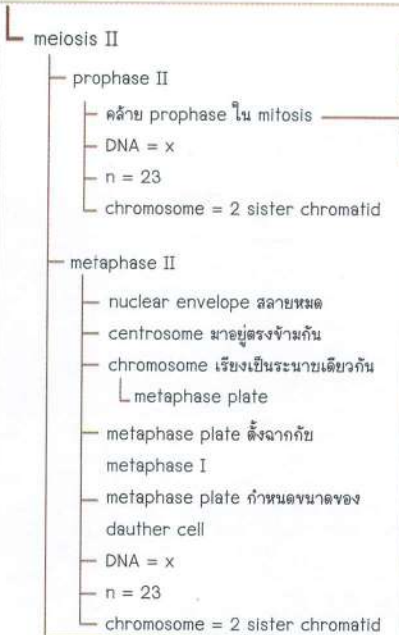 meiosis II
prophase II
คล้าย prophase ใน mitosis
DNA = x
n = 23
chromosome = 2 sister chromatid
metaphase II
nuclear envelope สลายหมด
centrosome มาอยู่ตรงข้ามกัน
chromosome เรียงเป็นระนาบเดียวกัน
metaphase plate
metaphase plate ตั้งฉากกับ
metaphase I
metaphase plate กำหนดขนาดของ
dauther cell
DNA = x
n = 23
chromosome = 2 sister chromatid